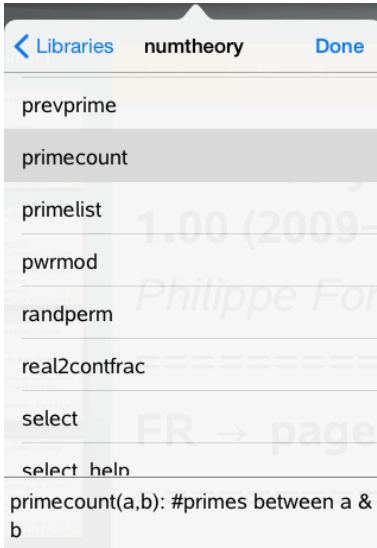 Libraries numtheory Done
prevprime
primecount
primelist
1.00 (2009-
pwrmod
Philippe For
randperm
==========
real2contfrac
select
FR → page
select_help
primecount(a,b): #primes between a &
b